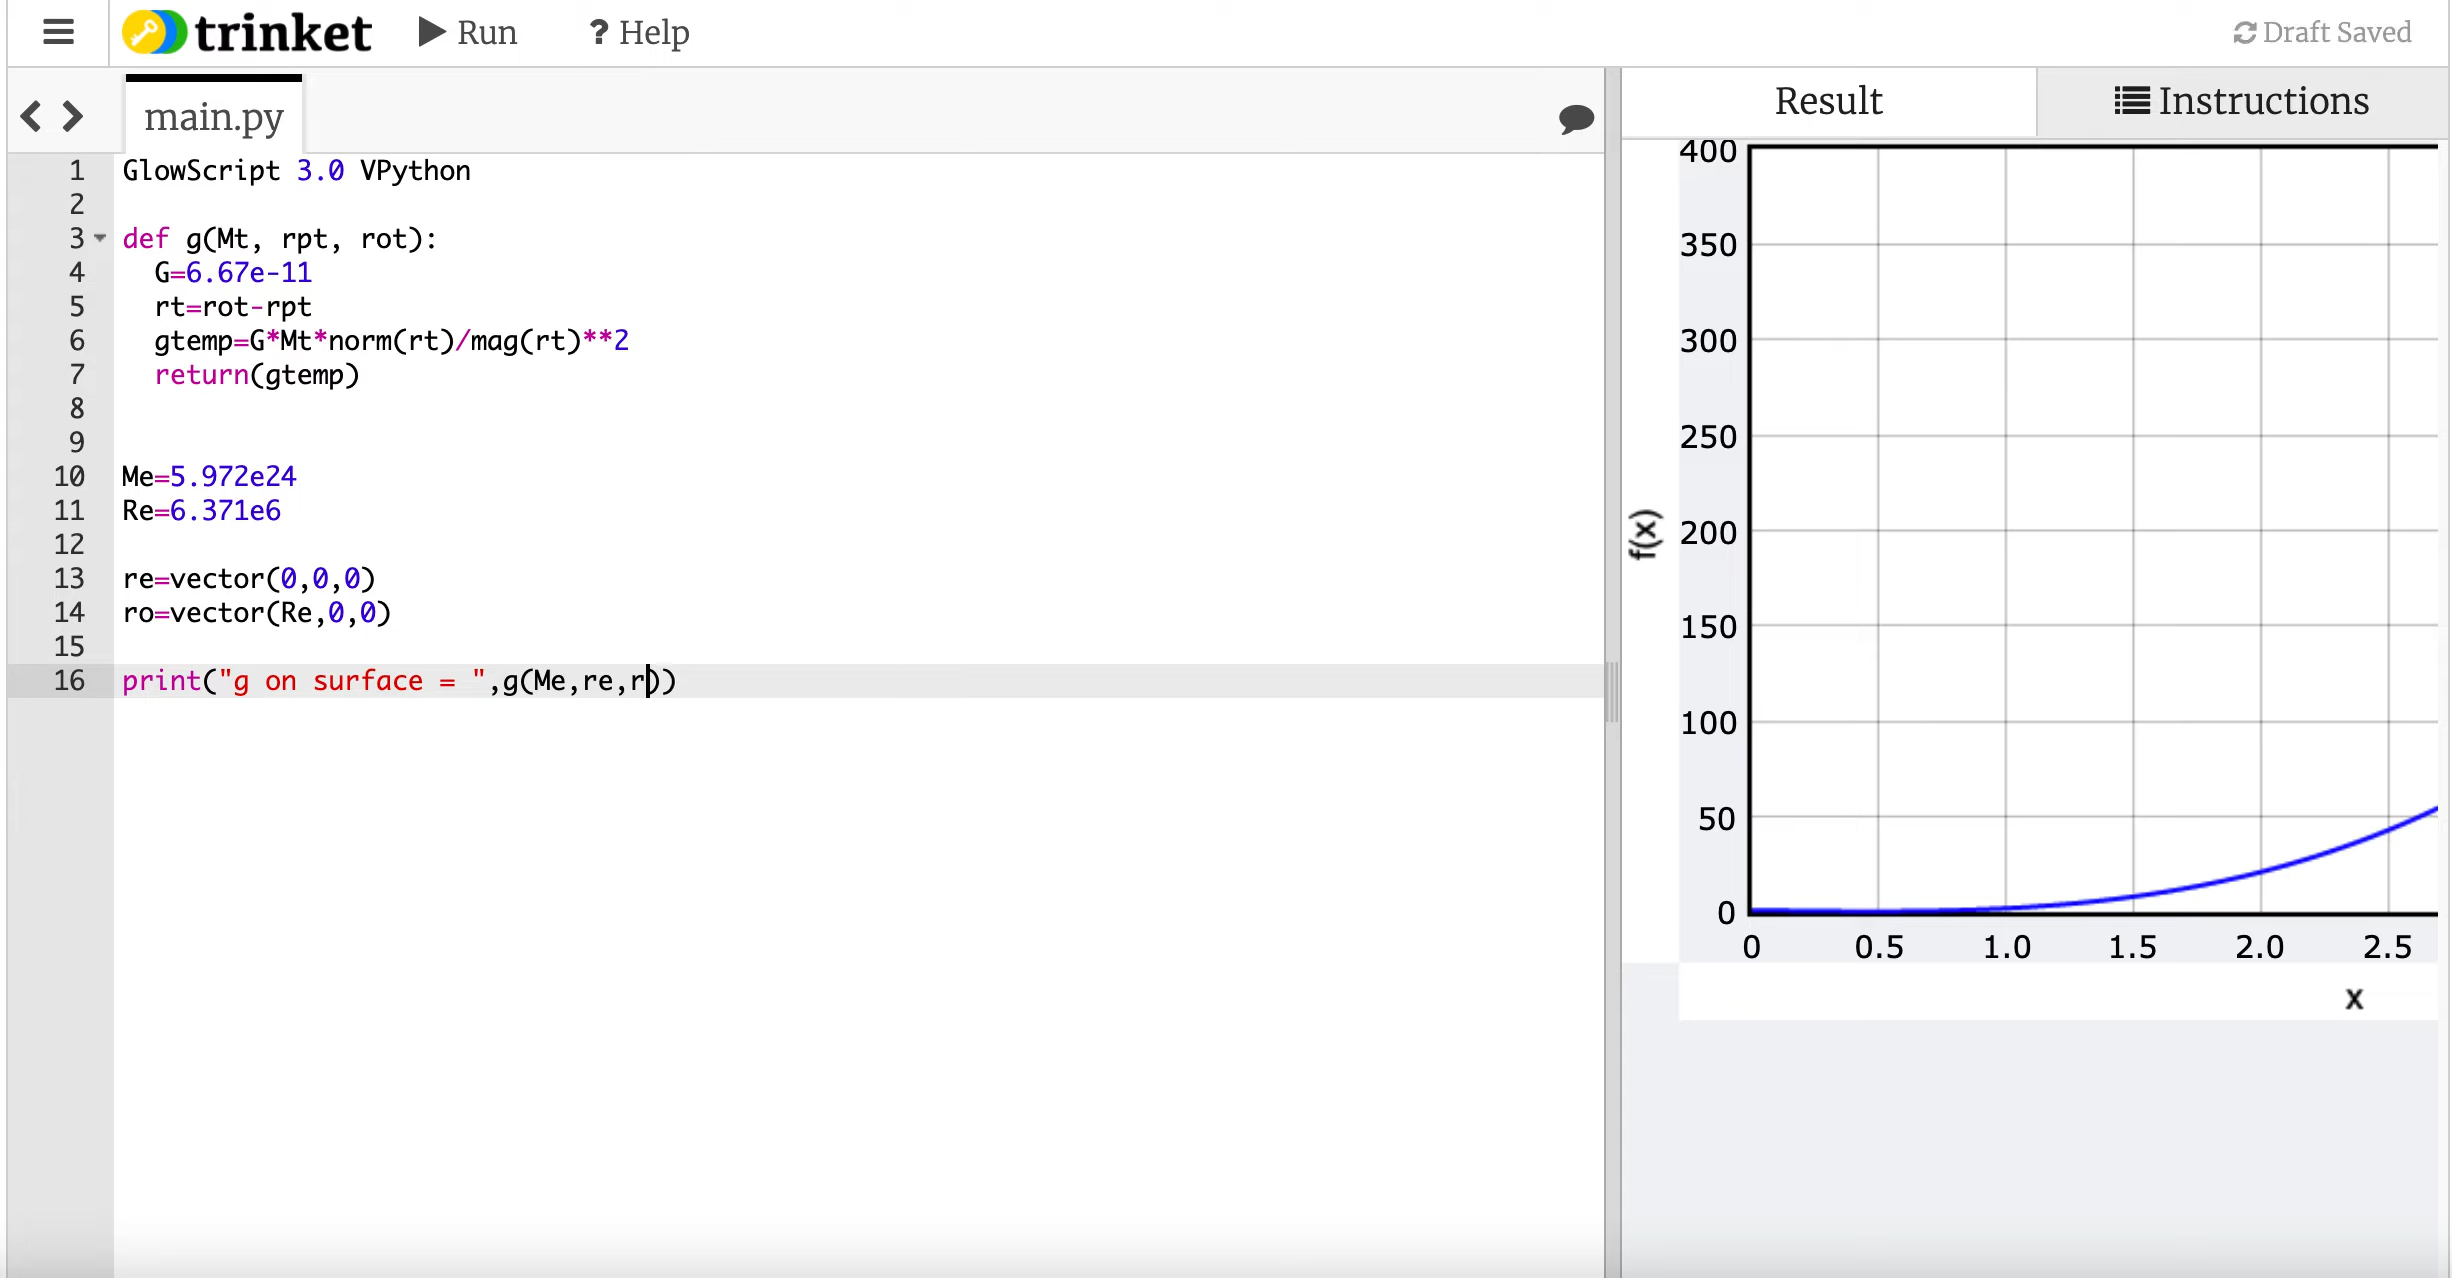 trinket Run ? Help Draft Saved
main.py
Result Instructions
1 GlowScript 3.0 VPython
2
3 def g(Mt, rpt, rot):
4 G=6.67e-11
5 rt=rot-rpt
6 gtemp=G*Mt*norm(rt)/mag(rt)**2
7 return(gtemp)
8
9
10 Me=5.972e24
11 Re=6.371e6
12
13 re=vector(0,0,0)
14 ro=vector(Re,0,0)
15
16 print("g on surface = ",g(Me,re,r))
400
350
300
250
200
150
100
50
0
f(x)
0 0.5 1.0 1.5 2.0 2.5
x